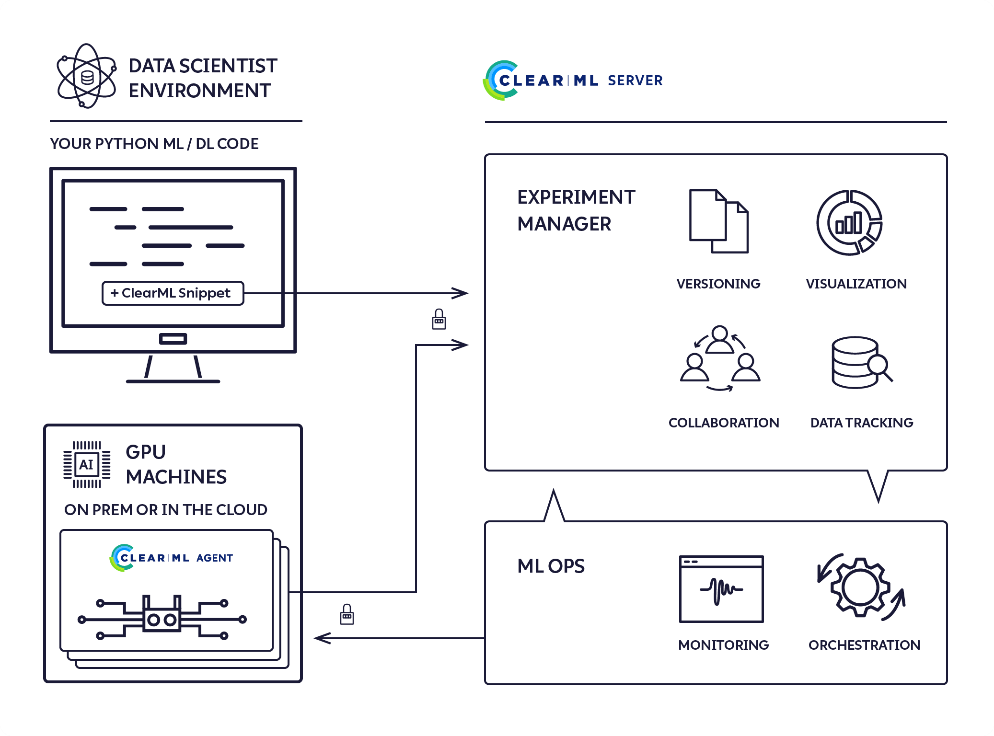 DATA SCIENTIST
ENVIRONMENT
YOUR PYTHON ML / DL CODE
+ ClearML Snippet
GPU
MACHINES
AI
ON PREM OR IN THE CLOUD
CLEAR|ML AGENT
CLEAR|ML SERVER
EXPERIMENT
MANAGER
VERSIONING
VISUALIZATION
COLLABORATION
DATA TRACKING
ML OPS
MONITORING
ORCHESTRATION